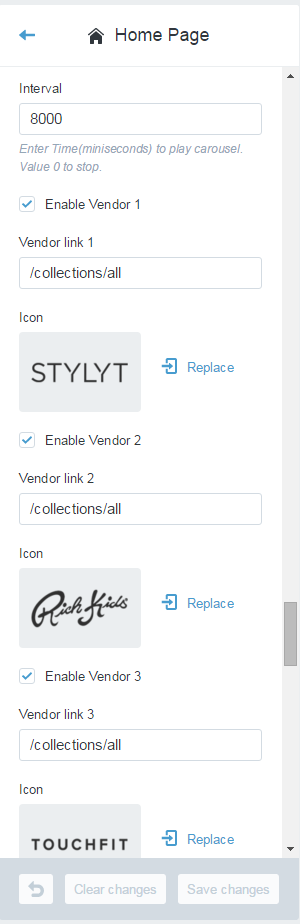 Home Page
Interval
8000
Enter Time(miniseconds) to play carousel.
Value 0 to stop.
Enable Vendor 1
Vendor link 1
/collections/all
Icon
STYLYT
Replace
Enable Vendor 2
Vendor link 2
/collections/all
Icon
Rich Kids
Replace
Enable Vendor 3
Vendor link 3
/collections/all
Icon
TOUCHFIT
Replace
Clear changes
Save changes